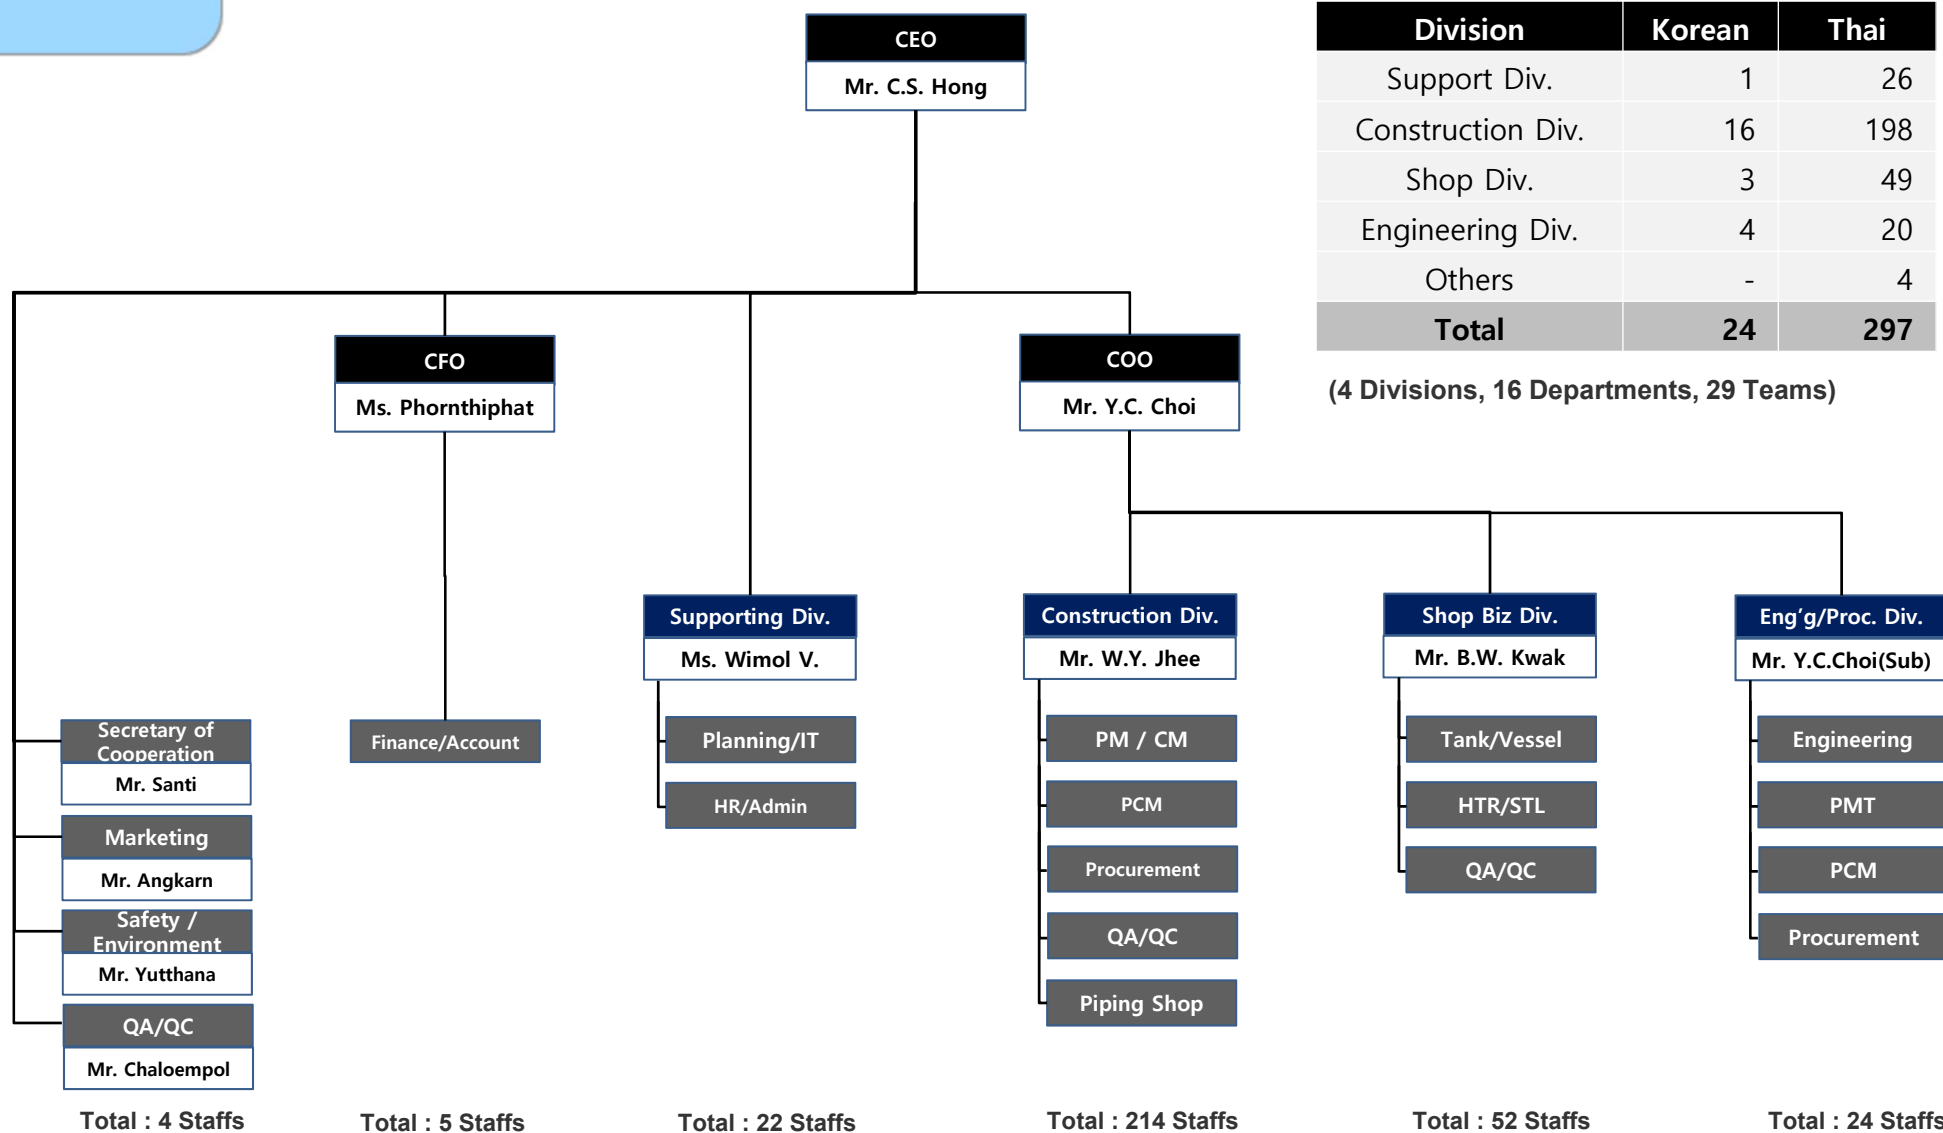 CEO
Mr. C.S. Hong
Division Korean Thai
Support Div. 1 26
Construction Div. 16 198
Shop Div. 3 49
Engineering Div. 4 20
Others - 4
Total 24 297
(4 Divisions, 16 Departments, 29 Teams)
CFO
Ms. Phornthiphat
COO
Mr. Y.C. Choi
Secretary of
Cooperation
Mr. Santi
Marketing
Mr. Angkarn
Safety /
Environment
Mr. Yutthana
QA/QC
Mr. Chaloempol
Total : 4 Staffs
Finance/Account
Total : 5 Staffs
Supporting Div.
Ms. Wimol V.
Planning/IT
HR/Admin
Total : 22 Staffs
Construction Div.
Mr. W.Y. Jhee
PM / CM
PCM
Procurement
QA/QC
Piping Shop
Total : 214 Staffs
Shop Biz Div.
Mr. B.W. Kwak
Tank/Vessel
HTR/STL
QA/QC
Total : 52 Staffs
Eng’g/Proc. Div.
Mr. Y.C.Choi(Sub)
Engineering
PMT
PCM
Procurement
Total : 24 Staffs